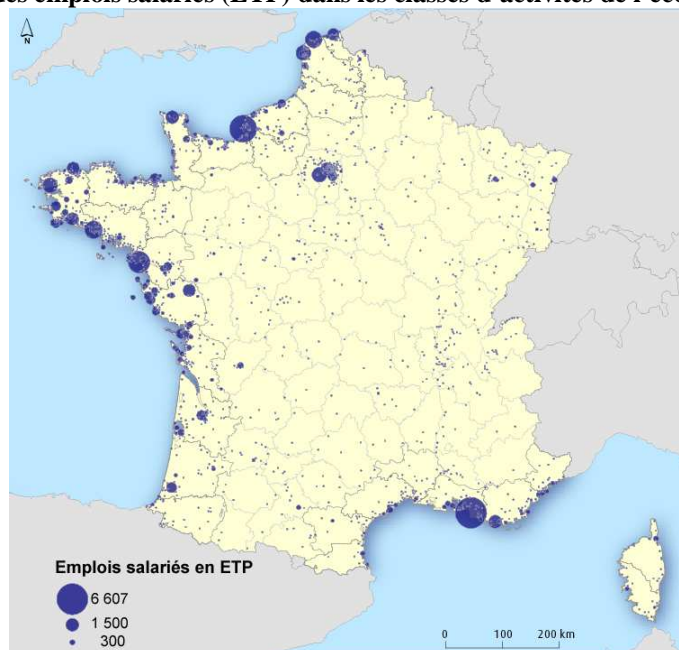 des emplois salariés (ETP) dans les classes d'activités de l'éco
N
Emplois salariés en ETP
6 607
1 500
300
0 100 200 km